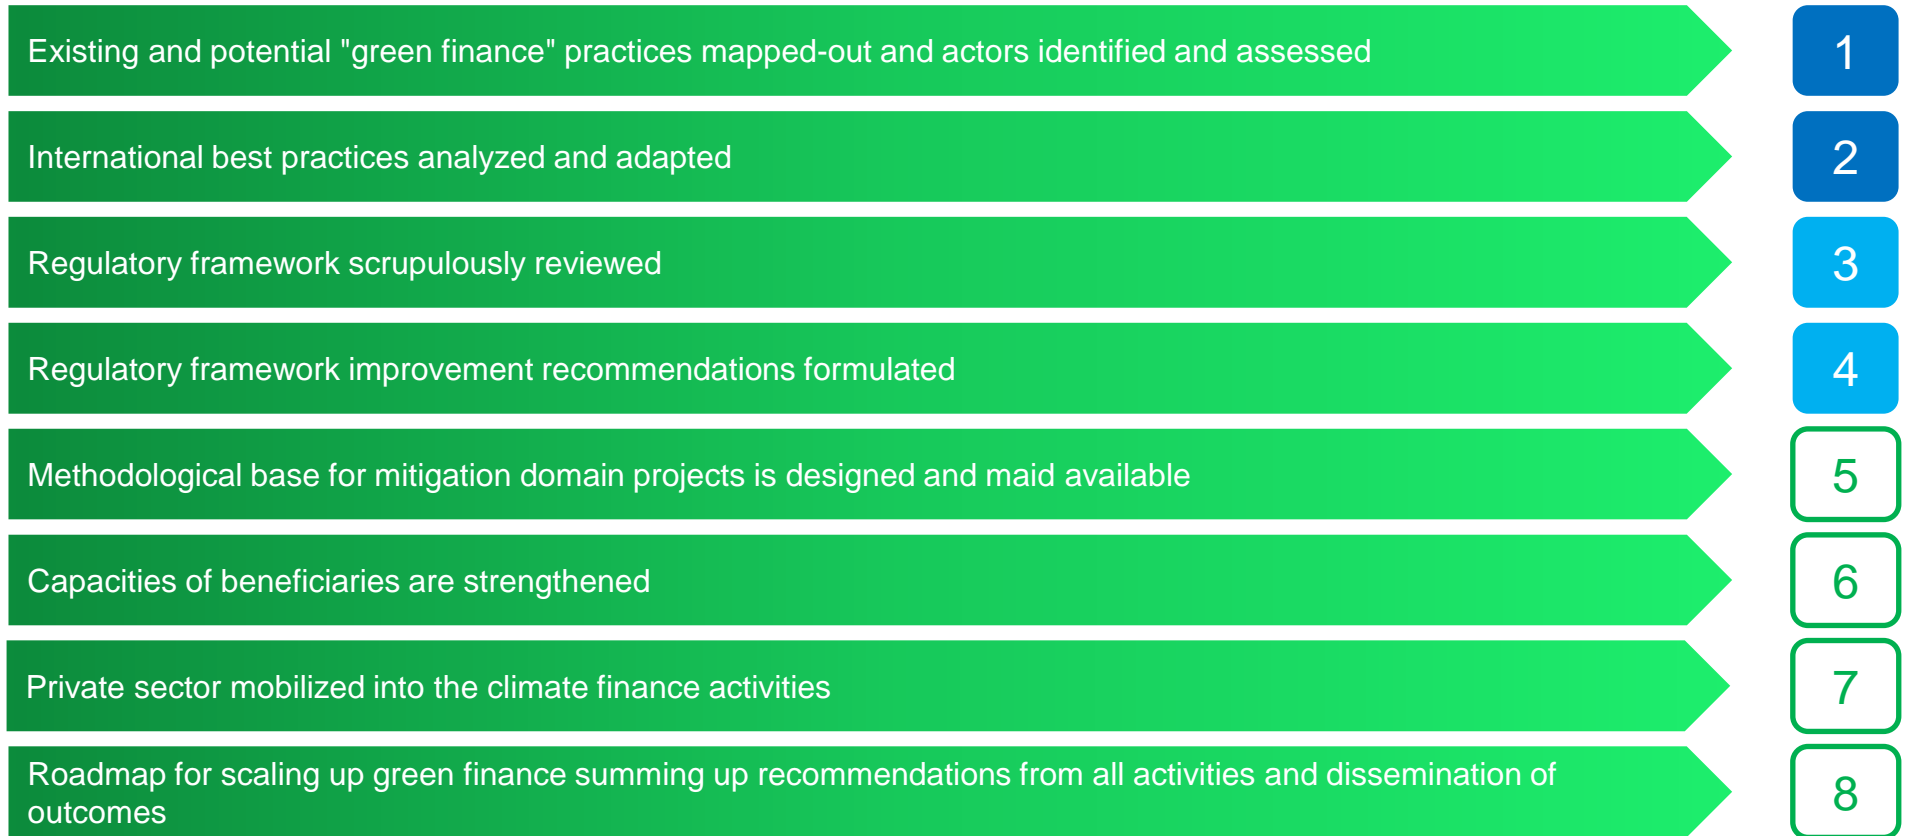 Existing and potential "green finance" practices mapped-out and actors identified and assessed
1
International best practices analyzed and adapted
2
Regulatory framework scrupulously reviewed
3
Regulatory framework improvement recommendations formulated
4
Methodological base for mitigation domain projects is designed and maid available
5
Capacities of beneficiaries are strengthened
6
Private sector mobilized into the climate finance activities
7
Roadmap for scaling up green finance summing up recommendations from all activities and dissemination of
outcomes
8